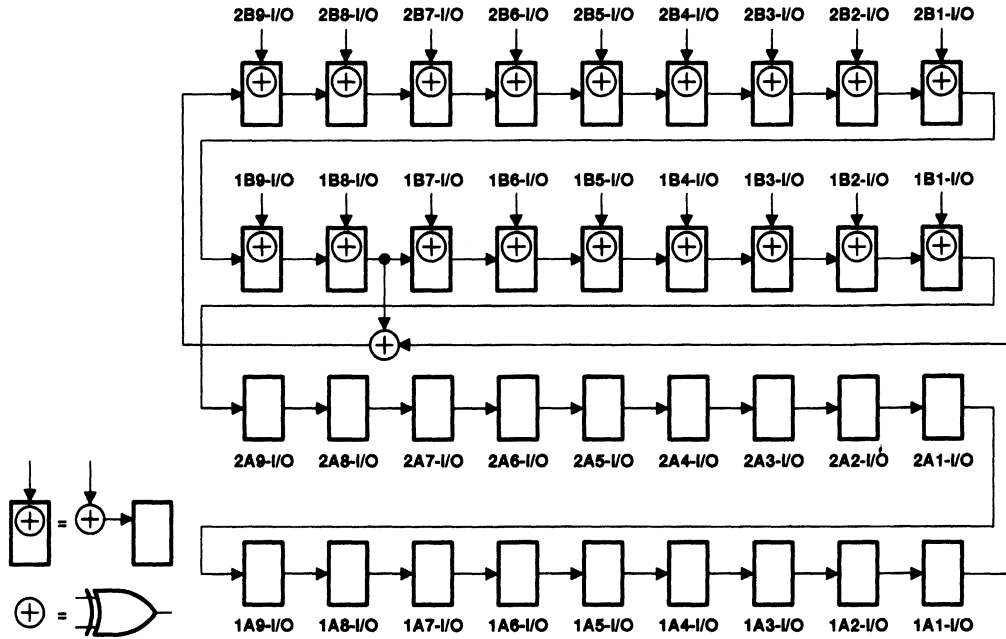 2B9-I/O 2B8-I/O 2B7-I/O 2B6-I/O 2B5-I/O 2B4-I/O 2B3-I/O 2B2-I/O 2B1-I/O
1B9-I/O 1B8-I/O 1B7-I/O 1B6-I/O 1B5-I/O 1B4-I/O 1B3-I/O 1B2-I/O 1B1-I/O
2A9-I/O 2A8-I/O 2A7-I/O 2A6-I/O 2A5-I/O 2A4-I/O 2A3-I/O 2A2-I/O 2A1-I/O
=
=
1A9-I/O 1A8-I/O 1A7-I/O 1A6-I/O 1A5-I/O 1A4-I/O 1A3-I/O 1A2-I/O 1A1-I/O